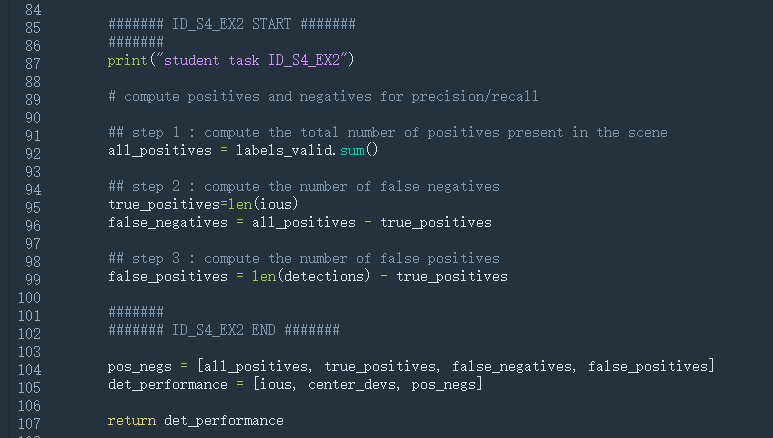 84
85 ####### ID_S4_EX2 START #######
86 #######
87 print("student task ID_S4_EX2")
88
89 # compute positives and negatives for precision/recall
90
91 ## step 1 : compute the total number of positives present in the scene
92 all_positives = labels_valid.sum()
93
94 ## step 2 : compute the number of false negatives
95 true_positives=len(ious)
96 false_negatives = all_positives - true_positives
97
98 ## step 3 : compute the number of false positives
99 false_positives = len(detections) - true_positives
100
101 #######
102 ####### ID_S4_EX2 END #######
103
104 pos_negs = [all_positives, true_positives, false_negatives, false_positives]
105 det_performance = [ious, center_devs, pos_negs]
106
107 return det_performance